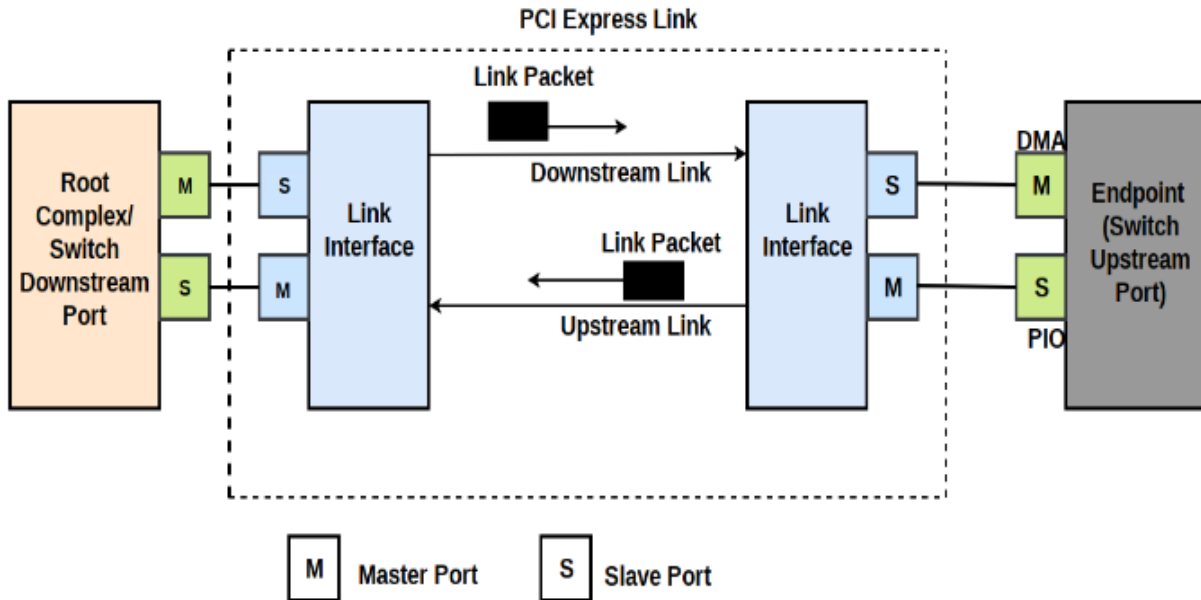 PCI Express Link
Link Packet
Root
Complex/
Switch
Downstream
Port
M
S
S
M
Link
Interface
Downstream Link
Link Packet
Upstream Link
Link
Interface
S
M
DMA
M
S
PIO
Endpoint
(Switch
Upstream
Port)
M Master Port
S Slave Port